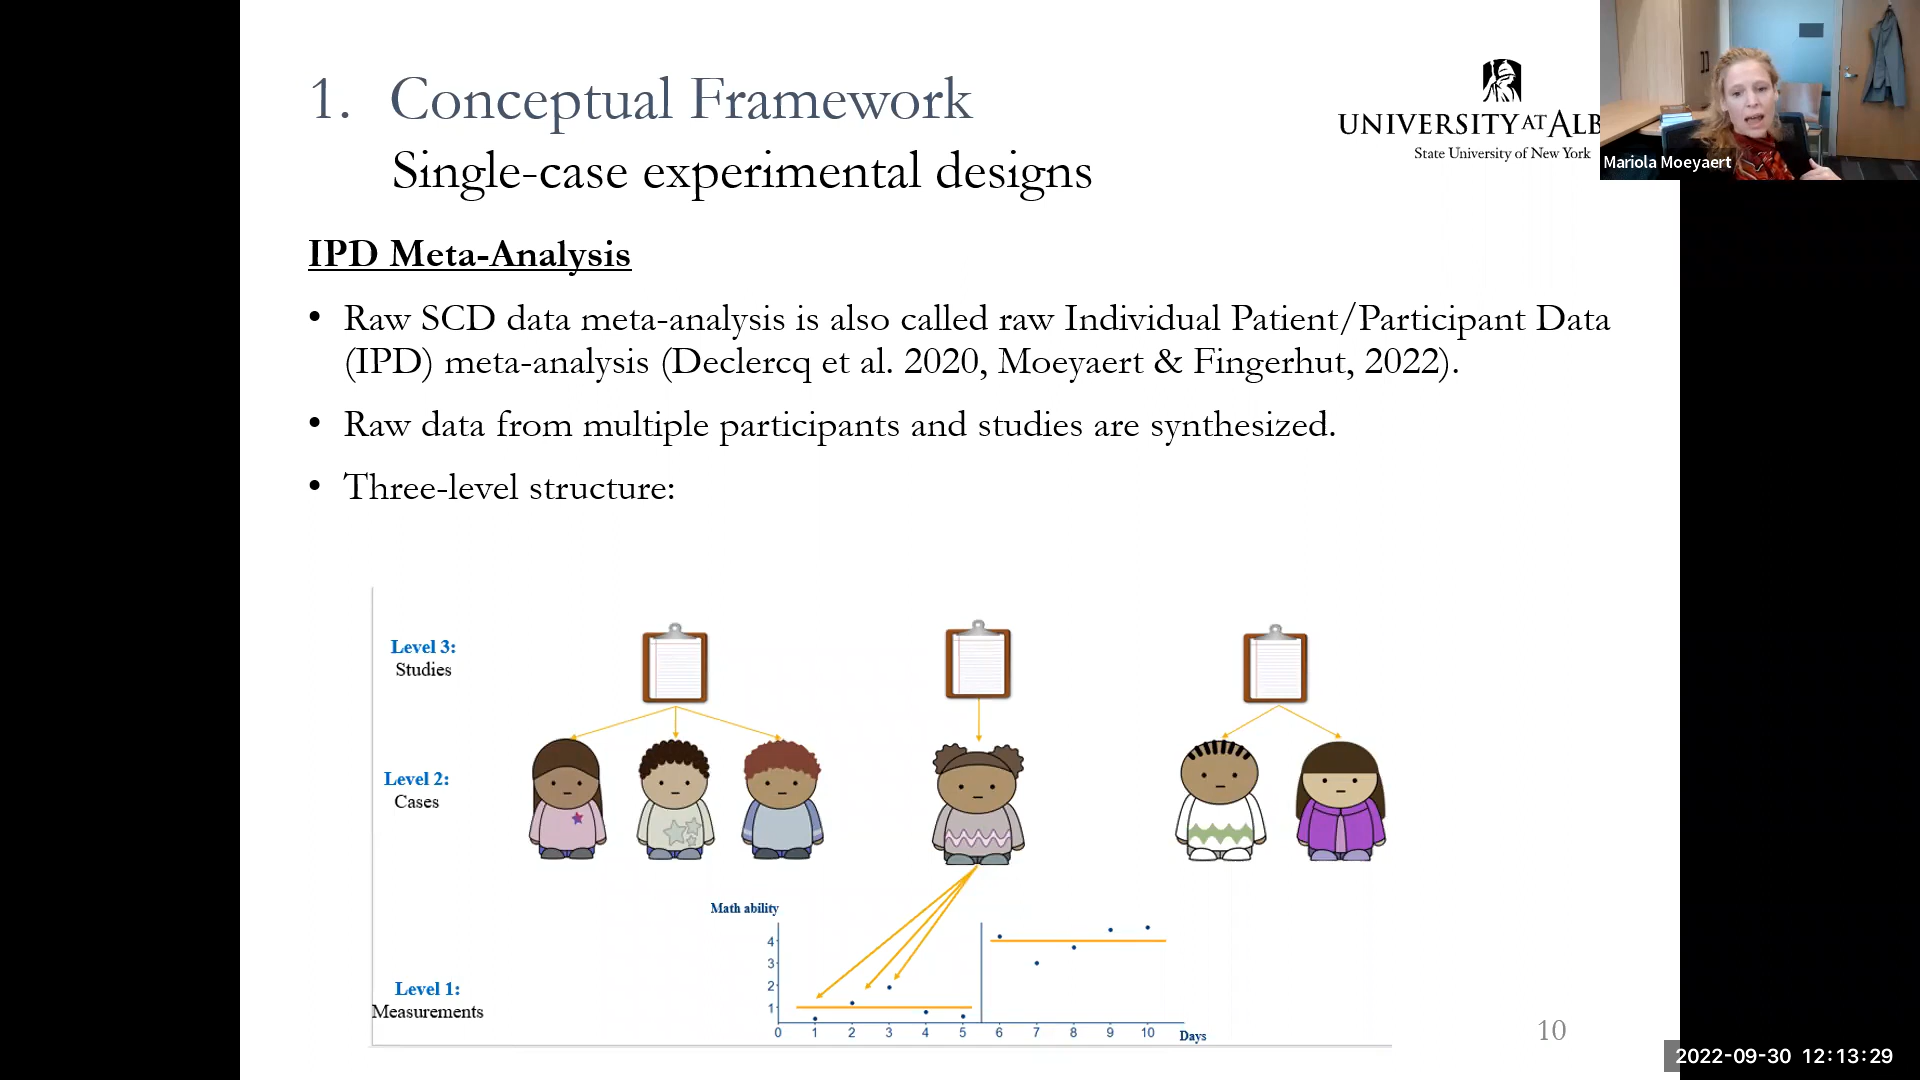 1. Conceptual Framework
Single-case experimental designs
UNIVERSITY AT ALB
State University of New York
Mariola Moeyaert
IPD Meta-Analysis
• Raw SCD data meta-analysis is also called raw Individual Patient/Participant Data
(IPD) meta-analysis (Declercq et al. 2020, Moeyaert & Fingerhut, 2022).
• Raw data from multiple participants and studies are synthesized.
• Three-level structure:
Level 3:
Studies
Level 2:
Cases
Math ability
4
3
2
1
Level 1:
Measurements
0 1 2 3 4 5 6 7 8 9 10
Days
10
2022-09-30 12:13:29